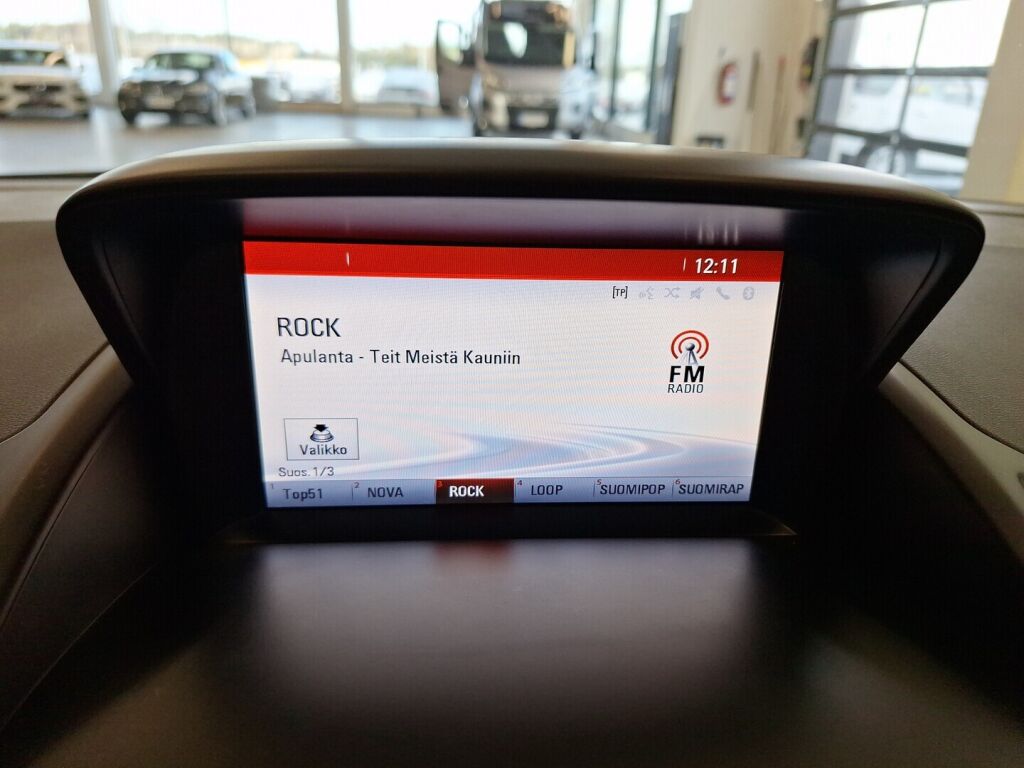 12:11
[TP]
ROCK
Apulanta - Teit Meistä Kauniin
FM
RADIO
Valikko
Suos.1/3
1 Top51 2 NOVA 3 ROCK 4 LOOP 5 SUOMIPOP 6 SUOMIRAP